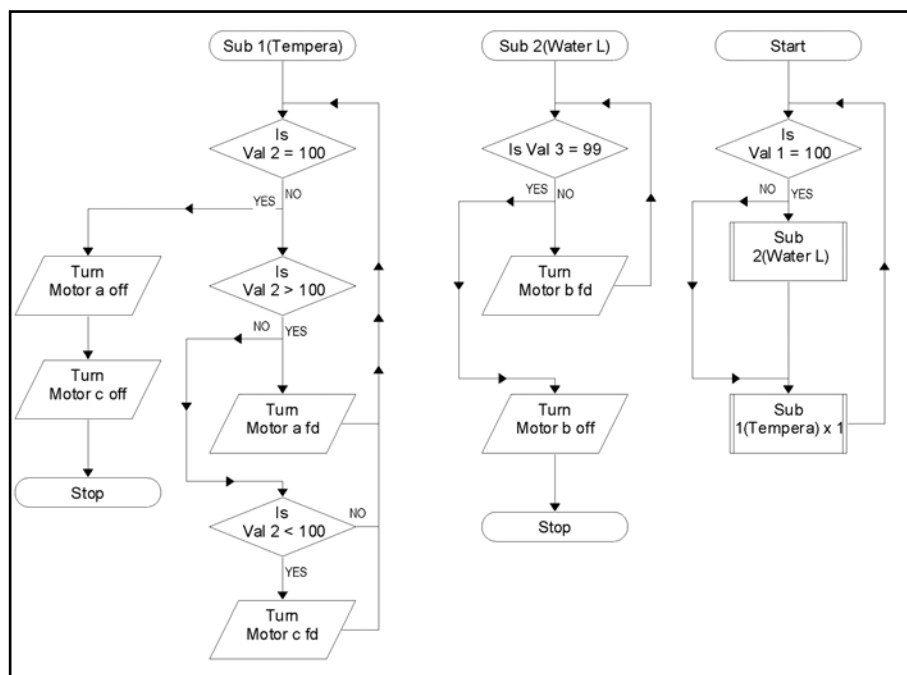 Sub 1(Tempera)
Is
Val 2 = 100
YES
NO
Turn
Motor a off
Turn
Motor c off
Stop
Is
Val 2 > 100
NO
YES
Turn
Motor a fd
Is
Val 2 < 100
NO
YES
Turn
Motor c fd
Sub 2(Water L)
Is Val 3 = 99
YES
NO
Turn
Motor b fd
Turn
Motor b off
Stop
Start
Is
Val 1 = 100
NO
YES
Sub
2(Water L)
Sub
1(Tempera) x 1